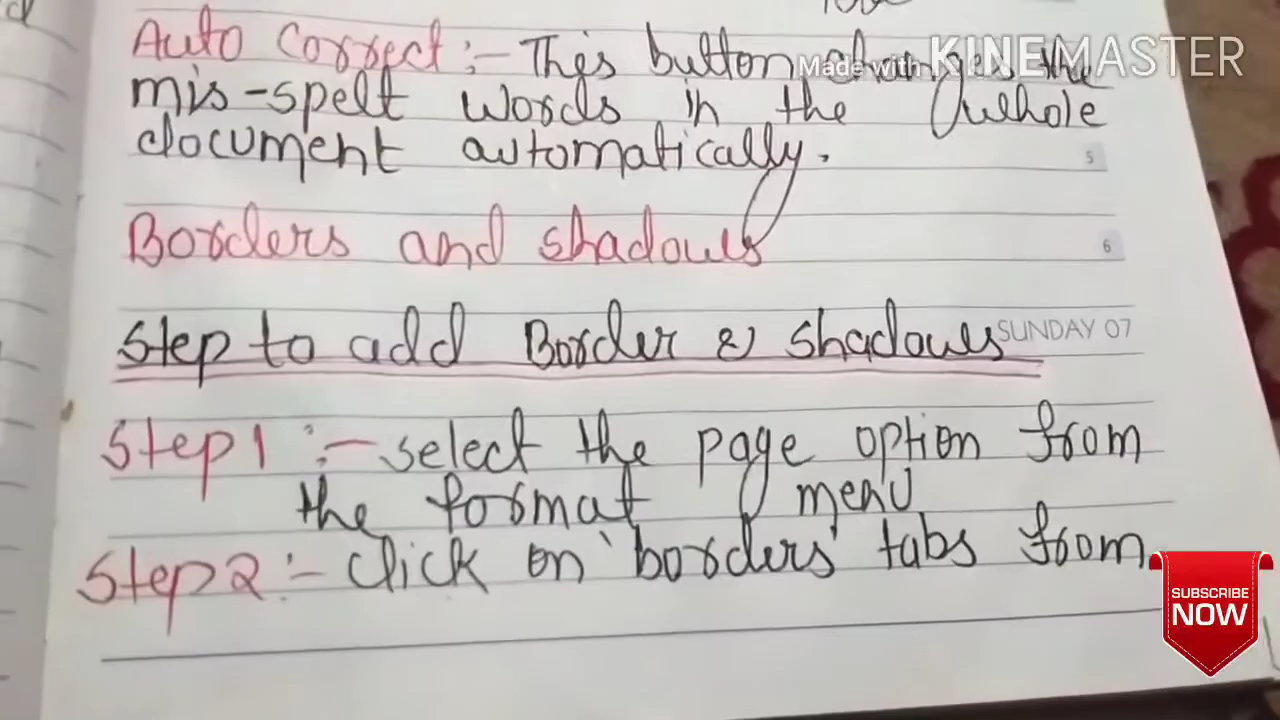 Auto Correct :- This button changes the
Made with KINEMASTER
mis-spelt words in the whole
document automatically.
5
Borders and shadows
6
Step to add Border & Shadows
SUNDAY 07
Step 1 :- select the page option from
the format menu
Step 2 :- Click on 'borders' tabs from
SUBSCRIBE
NOW